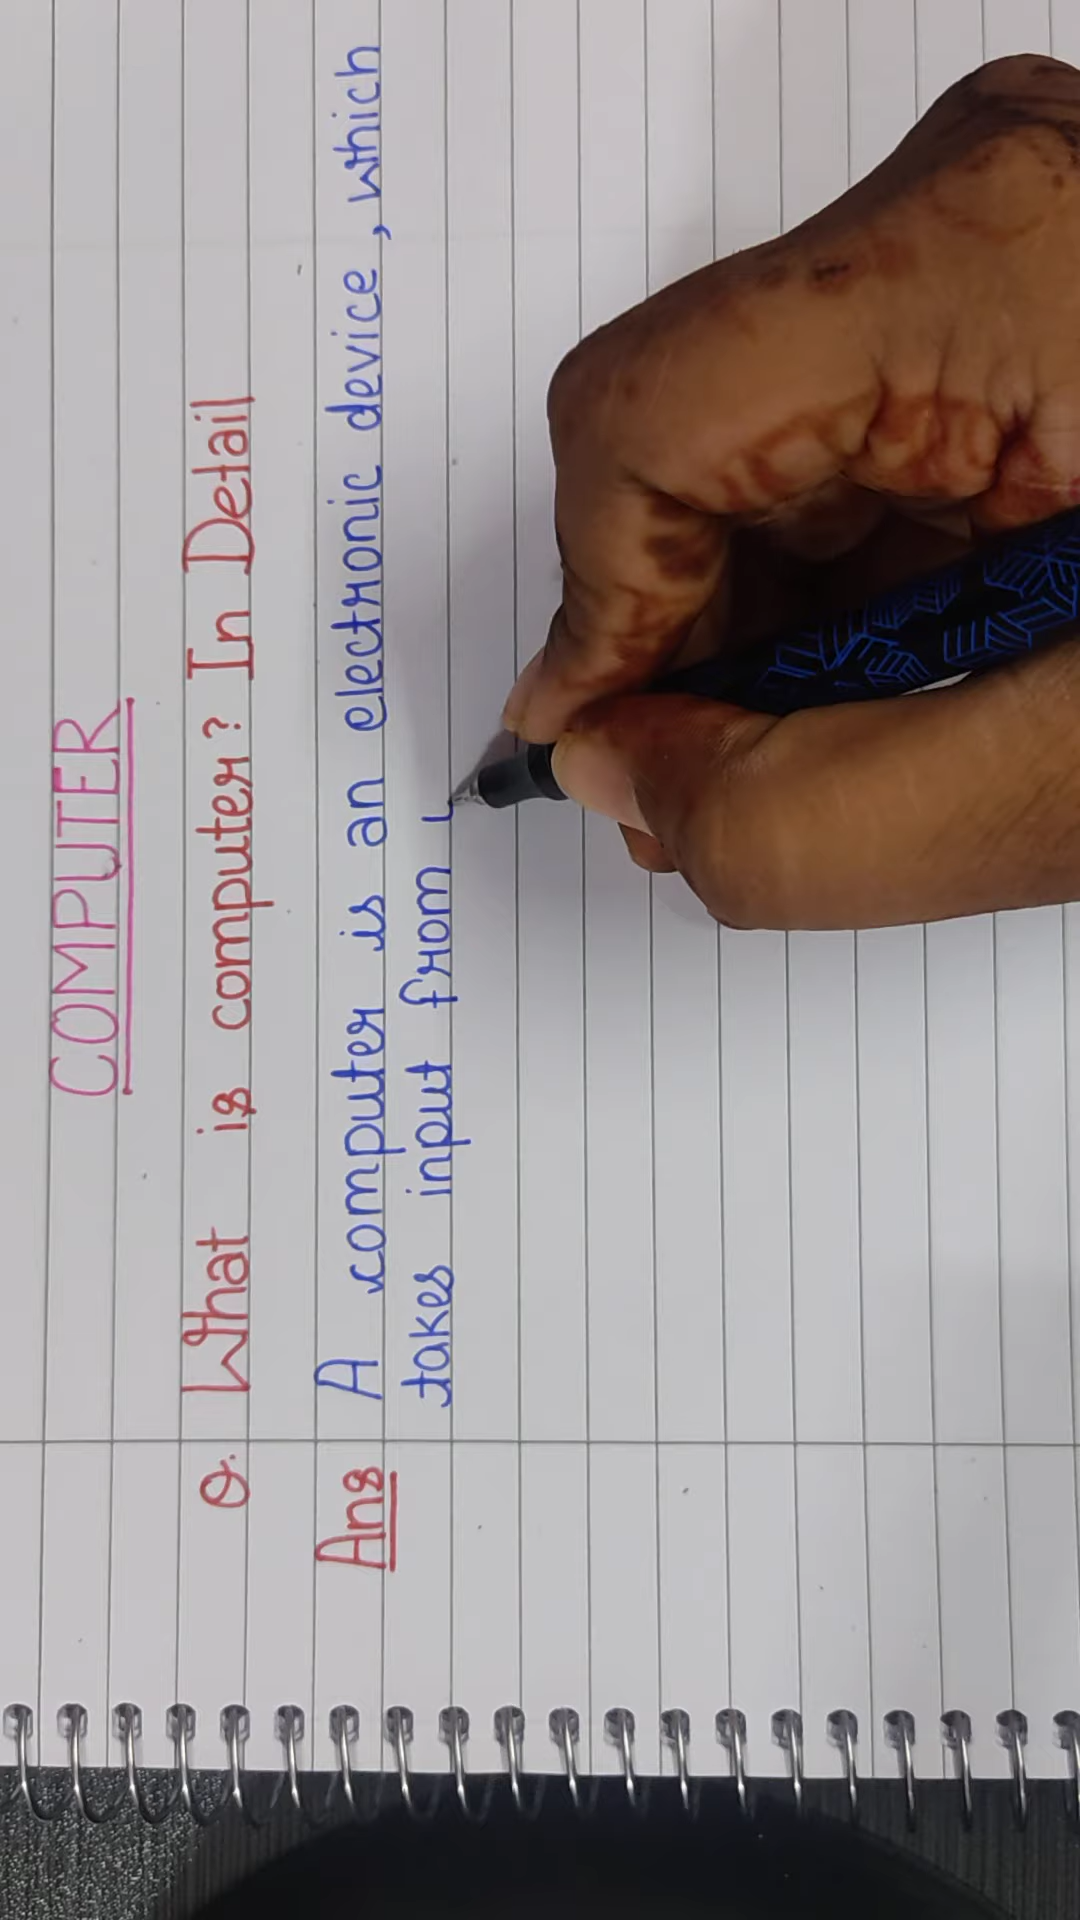 COMPUTER
Q. What is computer? In Detail
Ans A computer is an electronic device, which
takes input from